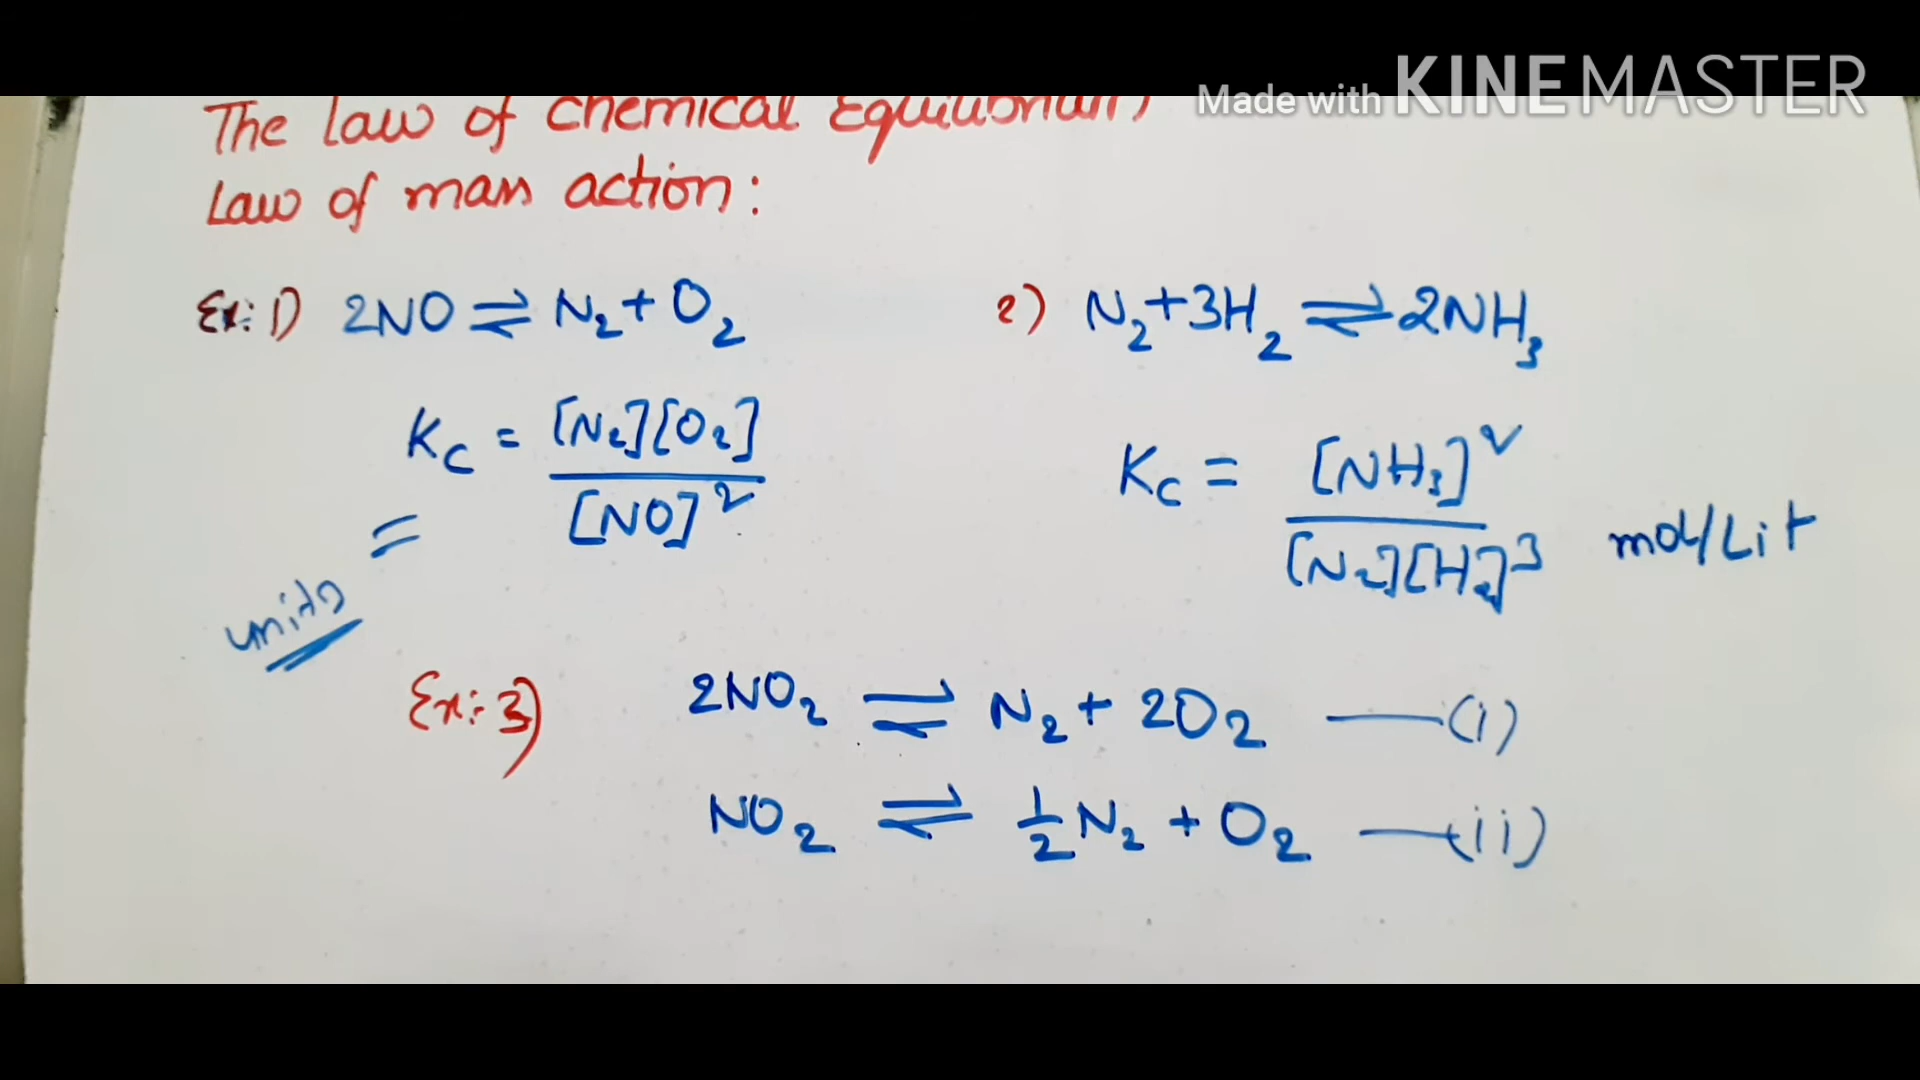 Made with KINEMASTER
The law of chemical Equilibrium
Law of mass action:
Ex: 1) 2NO ⇌ N₂ + O₂
Kc = [N₂][O₂] / [NO]²
=
units
2) N₂ + 3H₂ ⇌ 2NH₃
Kc = [NH₃]² / [N₂][H₂]³ mol/Lit
Ex: 3) 2NO₂ ⇌ N₂ + 2O₂ —(i)
NO₂ ⇌ ½N₂ + O₂ —(ii)